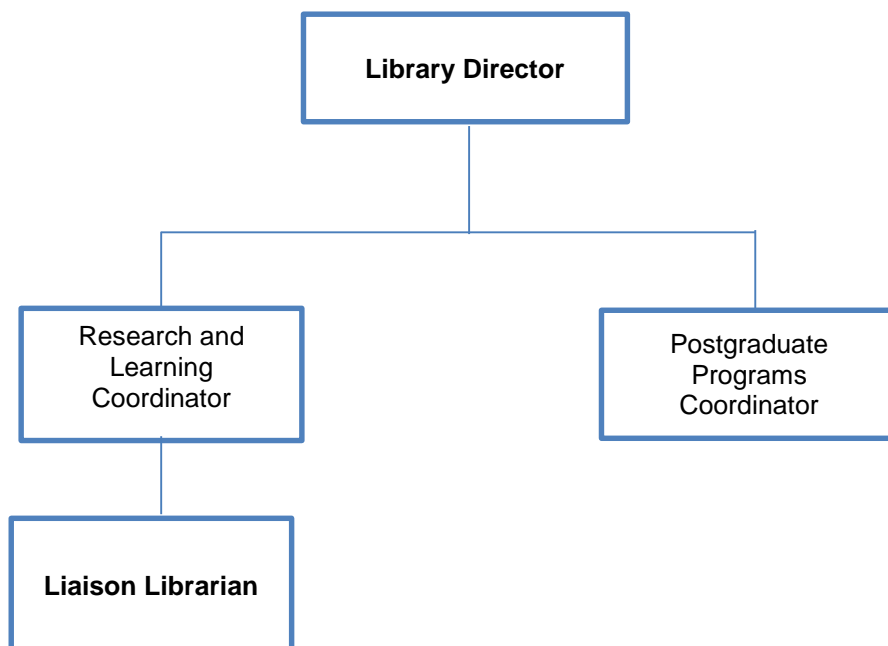 Library Director
Research and
Learning
Coordinator
Postgraduate
Programs
Coordinator
Liaison Librarian